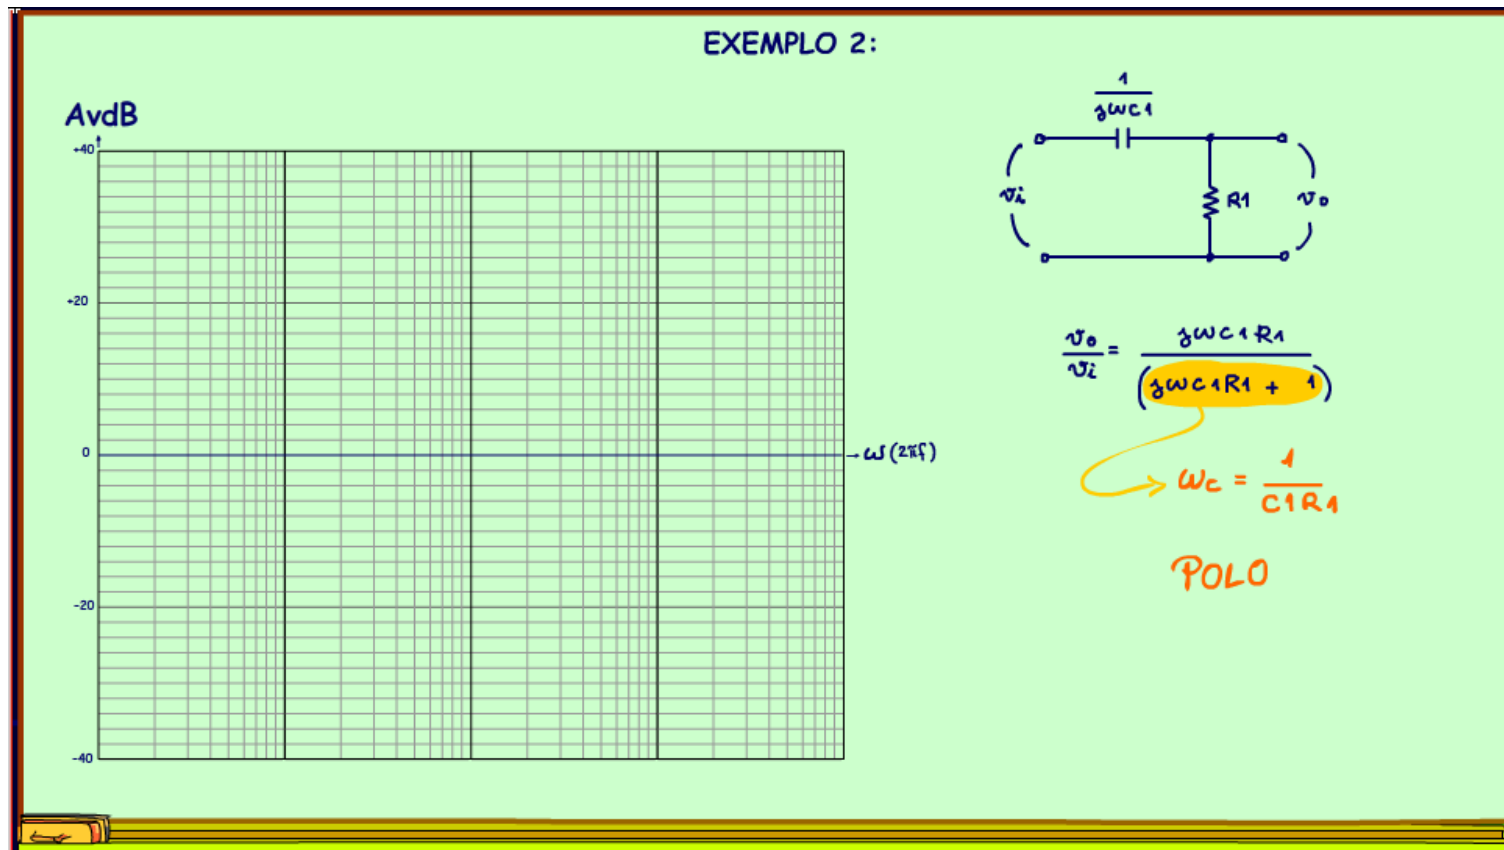 EXEMPLO 2:
AvdB
+40
+20
0
-20
-40
→ω(2πf)
1
jωC1
vi
R1
vo
vo/vi = jωC1R1
(jωC1R1 + 1)
ωc = 1
C1R1
POLO